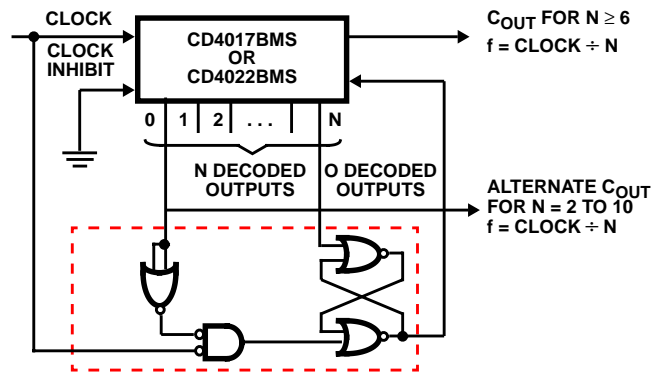 CLOCK
CLOCK
INHIBIT
CD4017BMS
OR
CD4022BMS
COUT FOR N ≥ 6
f = CLOCK ÷ N
0 1 2 . . . N
N DECODED
OUTPUTS
O DECODED
OUTPUTS
ALTERNATE COUT
FOR N = 2 TO 10
f = CLOCK ÷ N